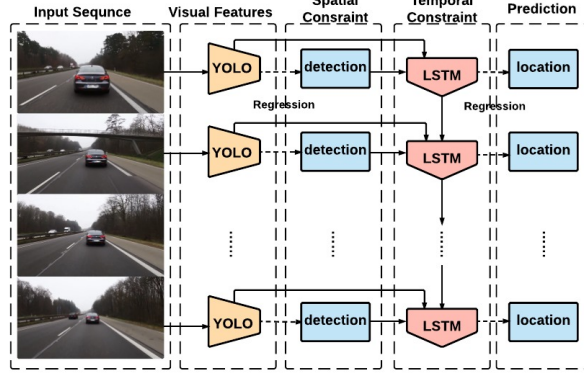 Input Sequnce
Visual Features
Spatial
Consraint
Temporal
Constraint
Prediction
YOLO
detection
LSTM
location
Regression
Regression
YOLO
detection
LSTM
location
YOLO
detection
LSTM
location